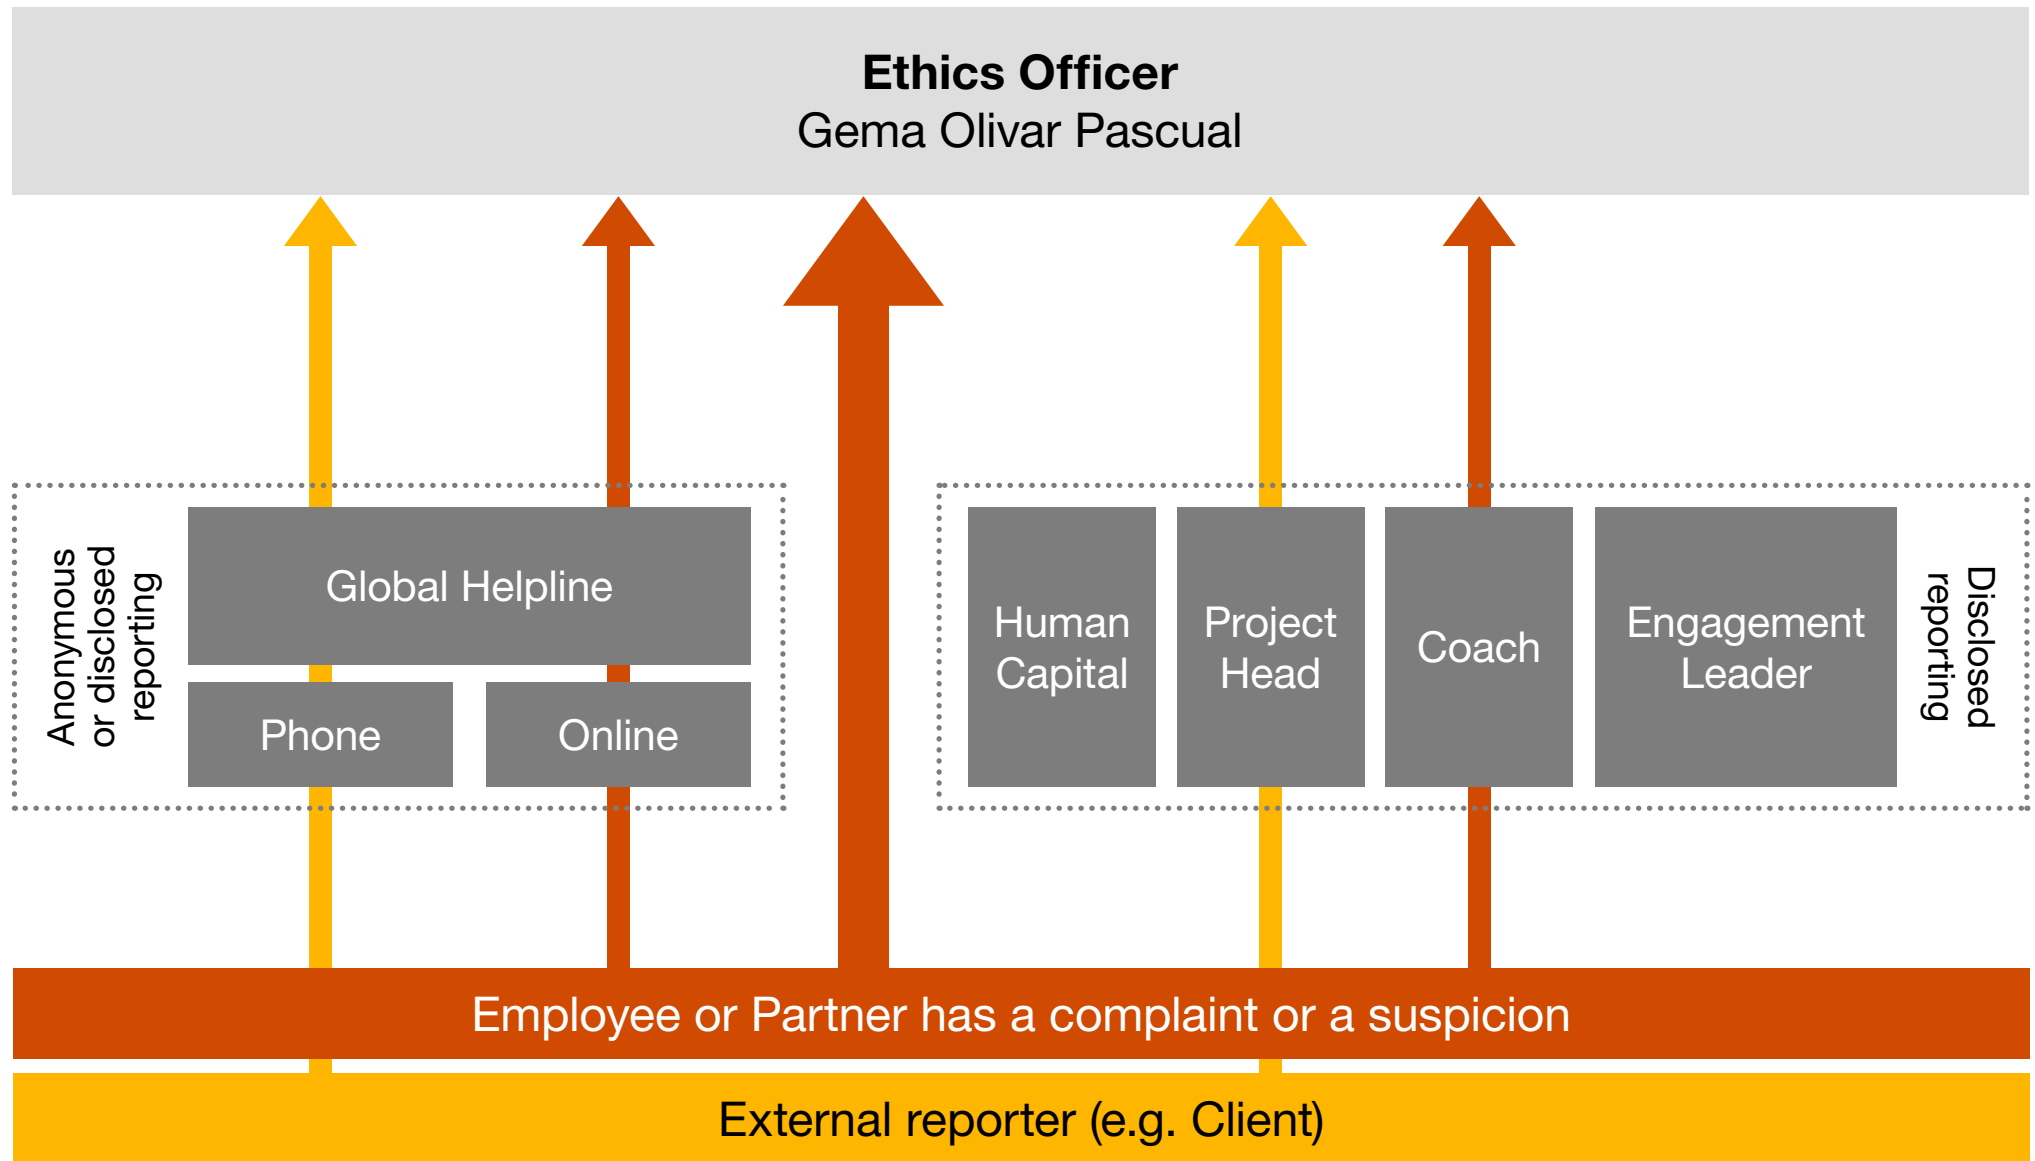 Ethics Officer
Gema Olivar Pascual
Anonymous
or disclosed
reporting
Global Helpline
Phone
Online
Human
Capital
Project
Head
Coach
Engagement
Leader
Disclosed
reporting
Employee or Partner has a complaint or a suspicion
External reporter (e.g. Client)